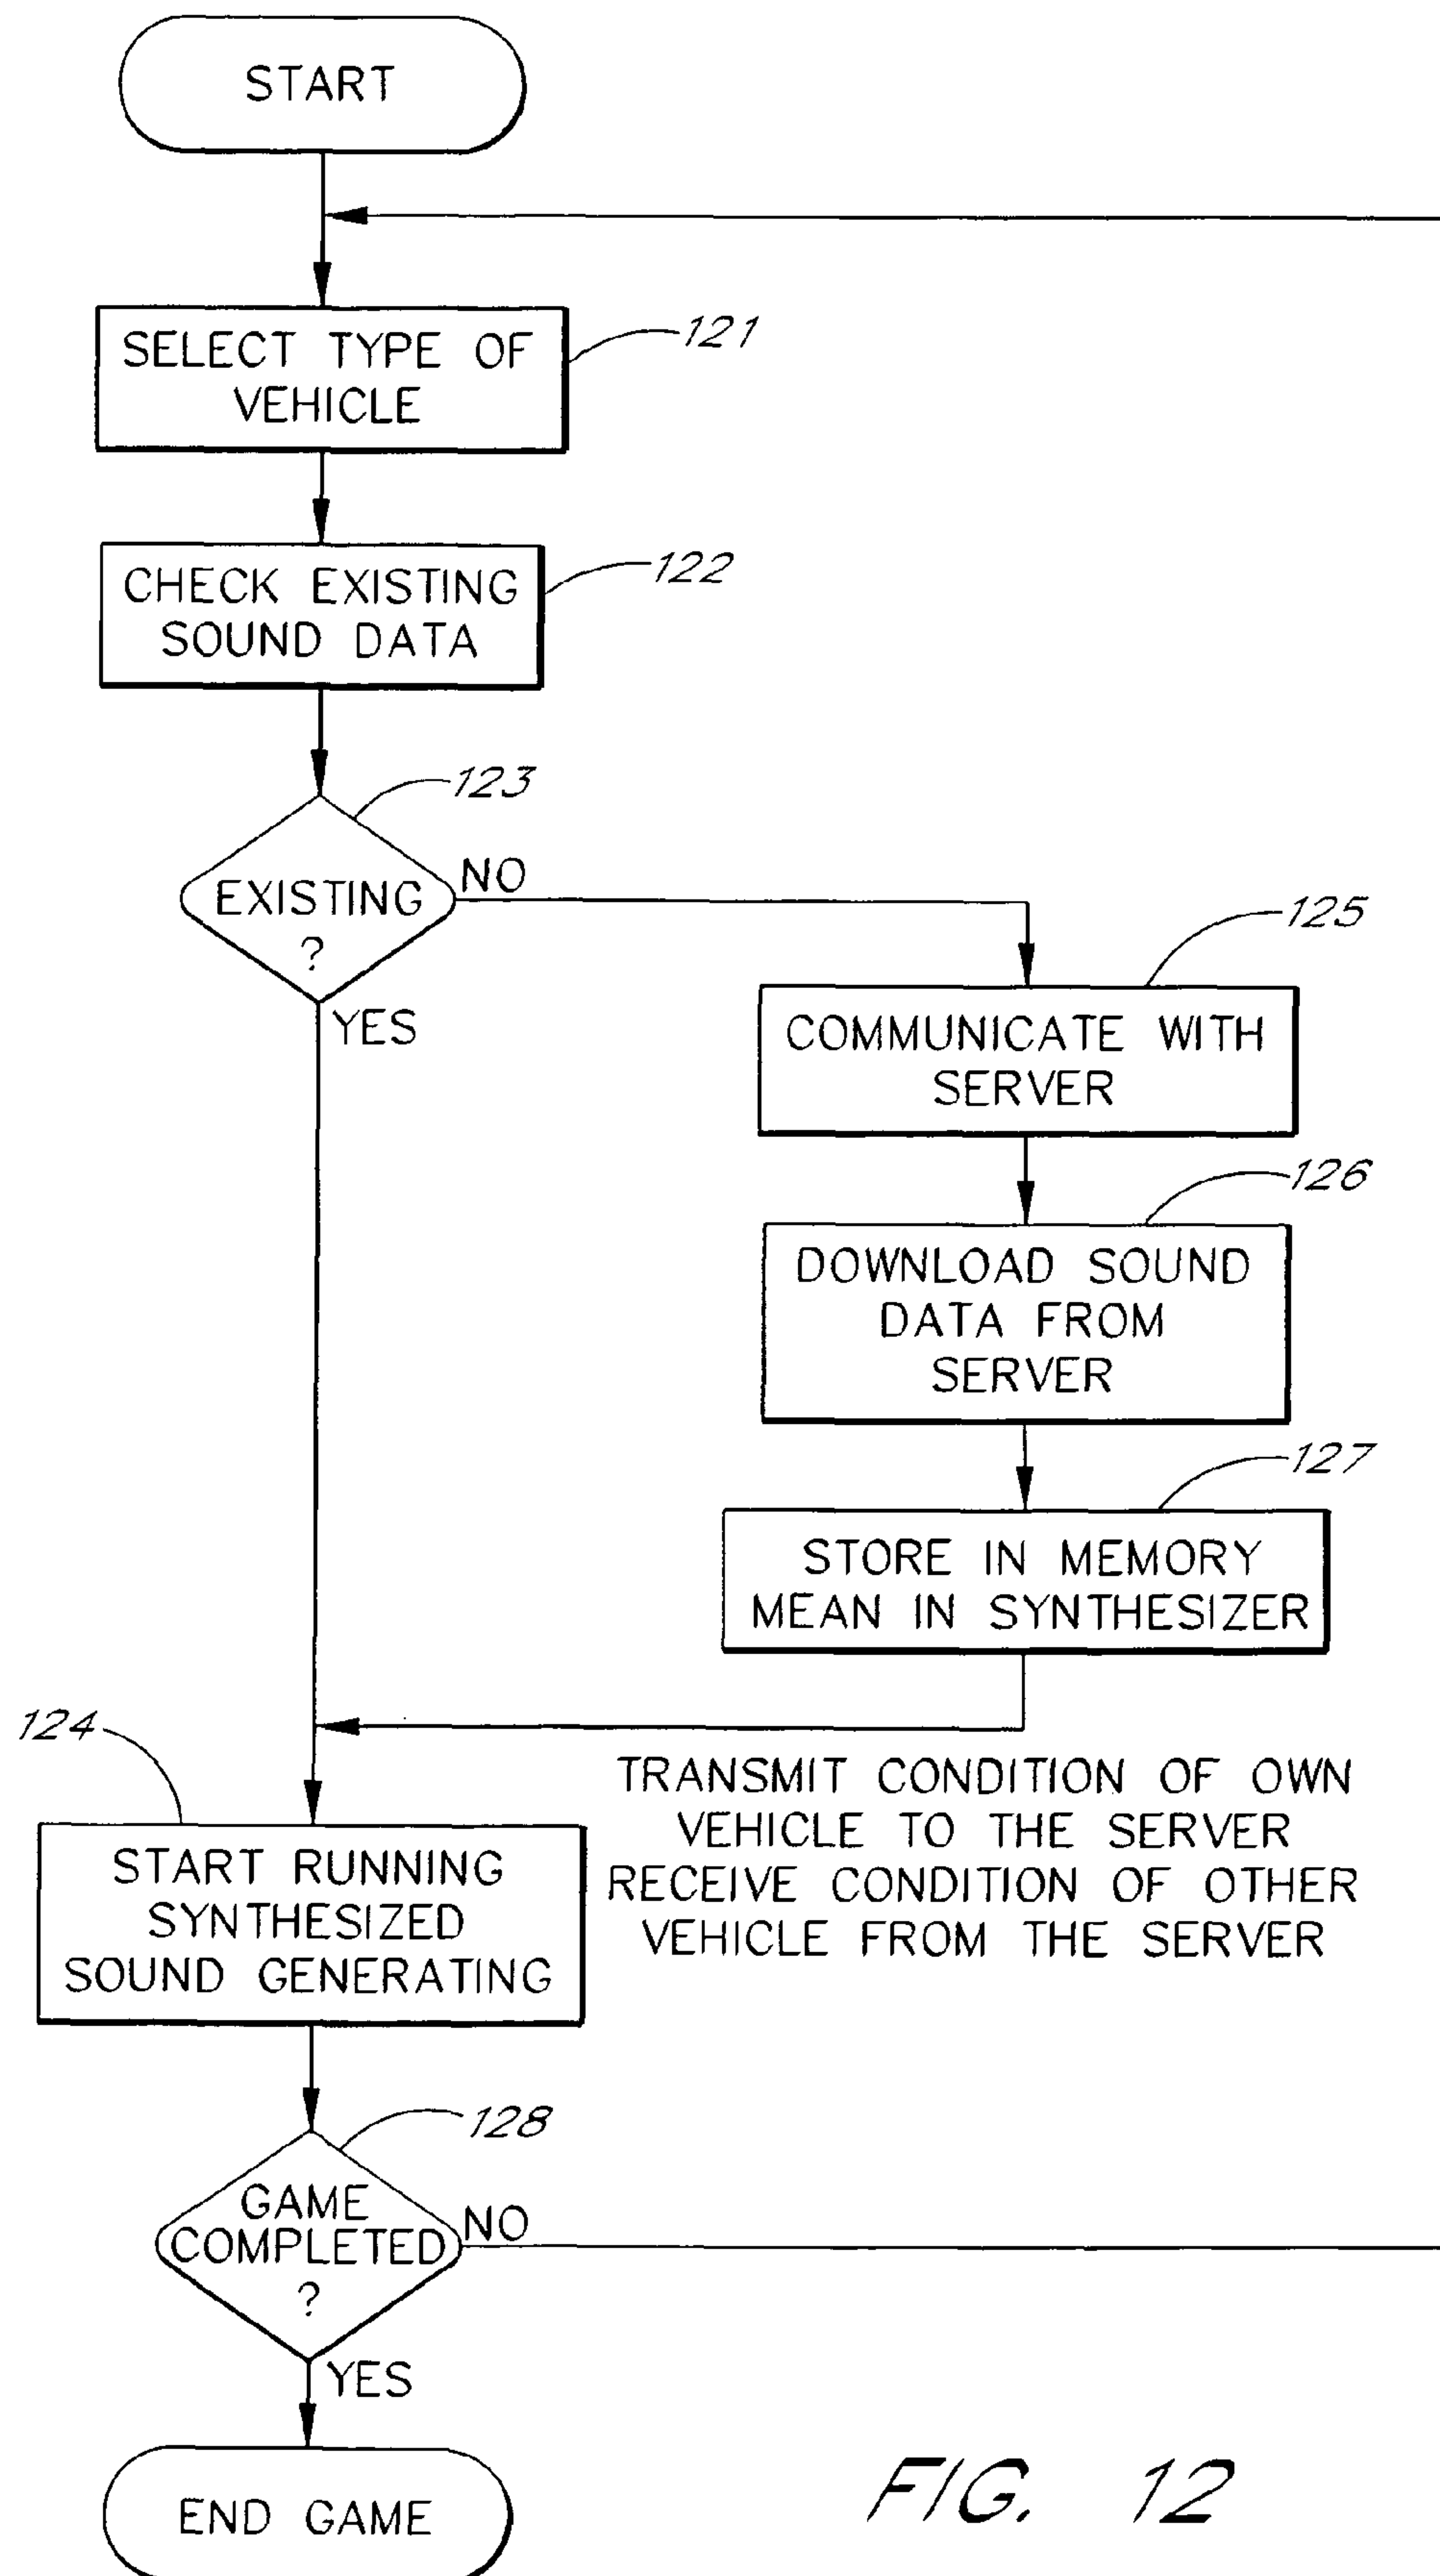 START
SELECT TYPE OF
VEHICLE
121
CHECK EXISTING
SOUND DATA
122
123
EXISTING
?
NO
YES
125
COMMUNICATE WITH
SERVER
126
DOWNLOAD SOUND
DATA FROM
SERVER
127
STORE IN MEMORY
MEAN IN SYNTHESIZER
124
START RUNNING
SYNTHESIZED
SOUND GENERATING
TRANSMIT CONDITION OF OWN
VEHICLE TO THE SERVER
RECEIVE CONDITION OF OTHER
VEHICLE FROM THE SERVER
128
GAME
COMPLETED
?
NO
YES
END GAME
FIG. 12